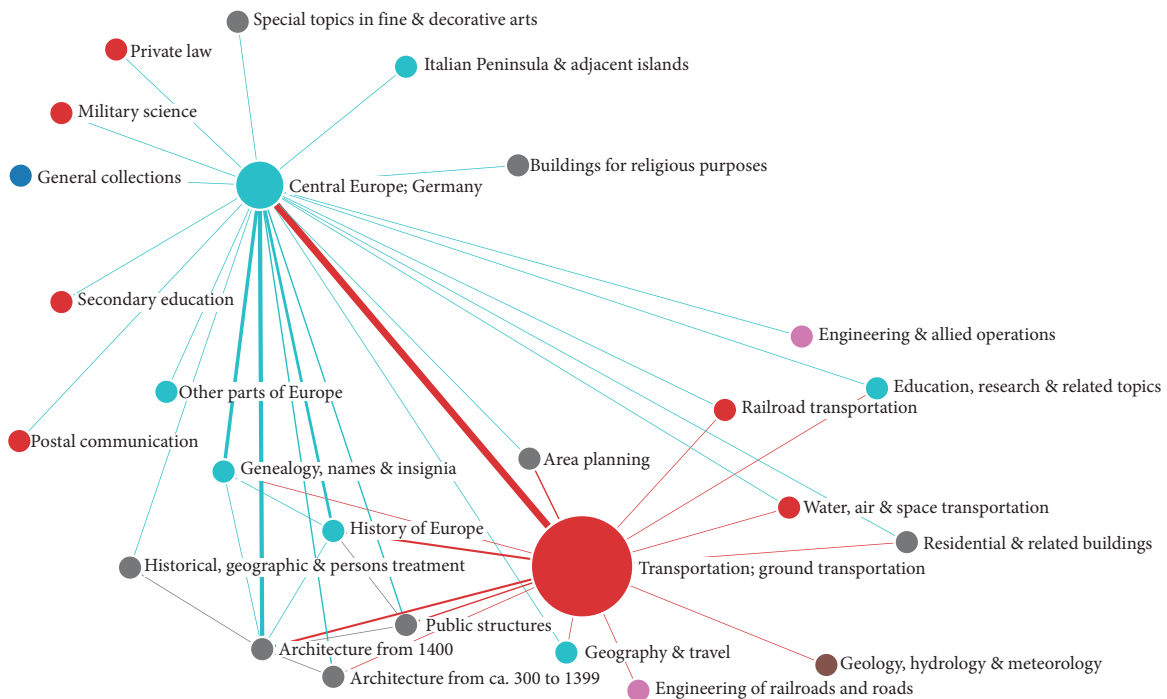 Special topics in fine & decorative arts
Private law
Italian Peninsula & adjacent islands
Military science
Buildings for religious purposes
General collections
Central Europe; Germany
Secondary education
Engineering & allied operations
Education, research & related topics
Other parts of Europe
Railroad transportation
Postal communication
Area planning
Genealogy, names & insignia
Water, air & space transportation
History of Europe
Residential & related buildings
Historical, geographic & persons treatment
Transportation; ground transportation
Public structures
Architecture from 1400
Geography & travel
Geology, hydrology & meteorology
Architecture from ca. 300 to 1399
Engineering of railroads and roads